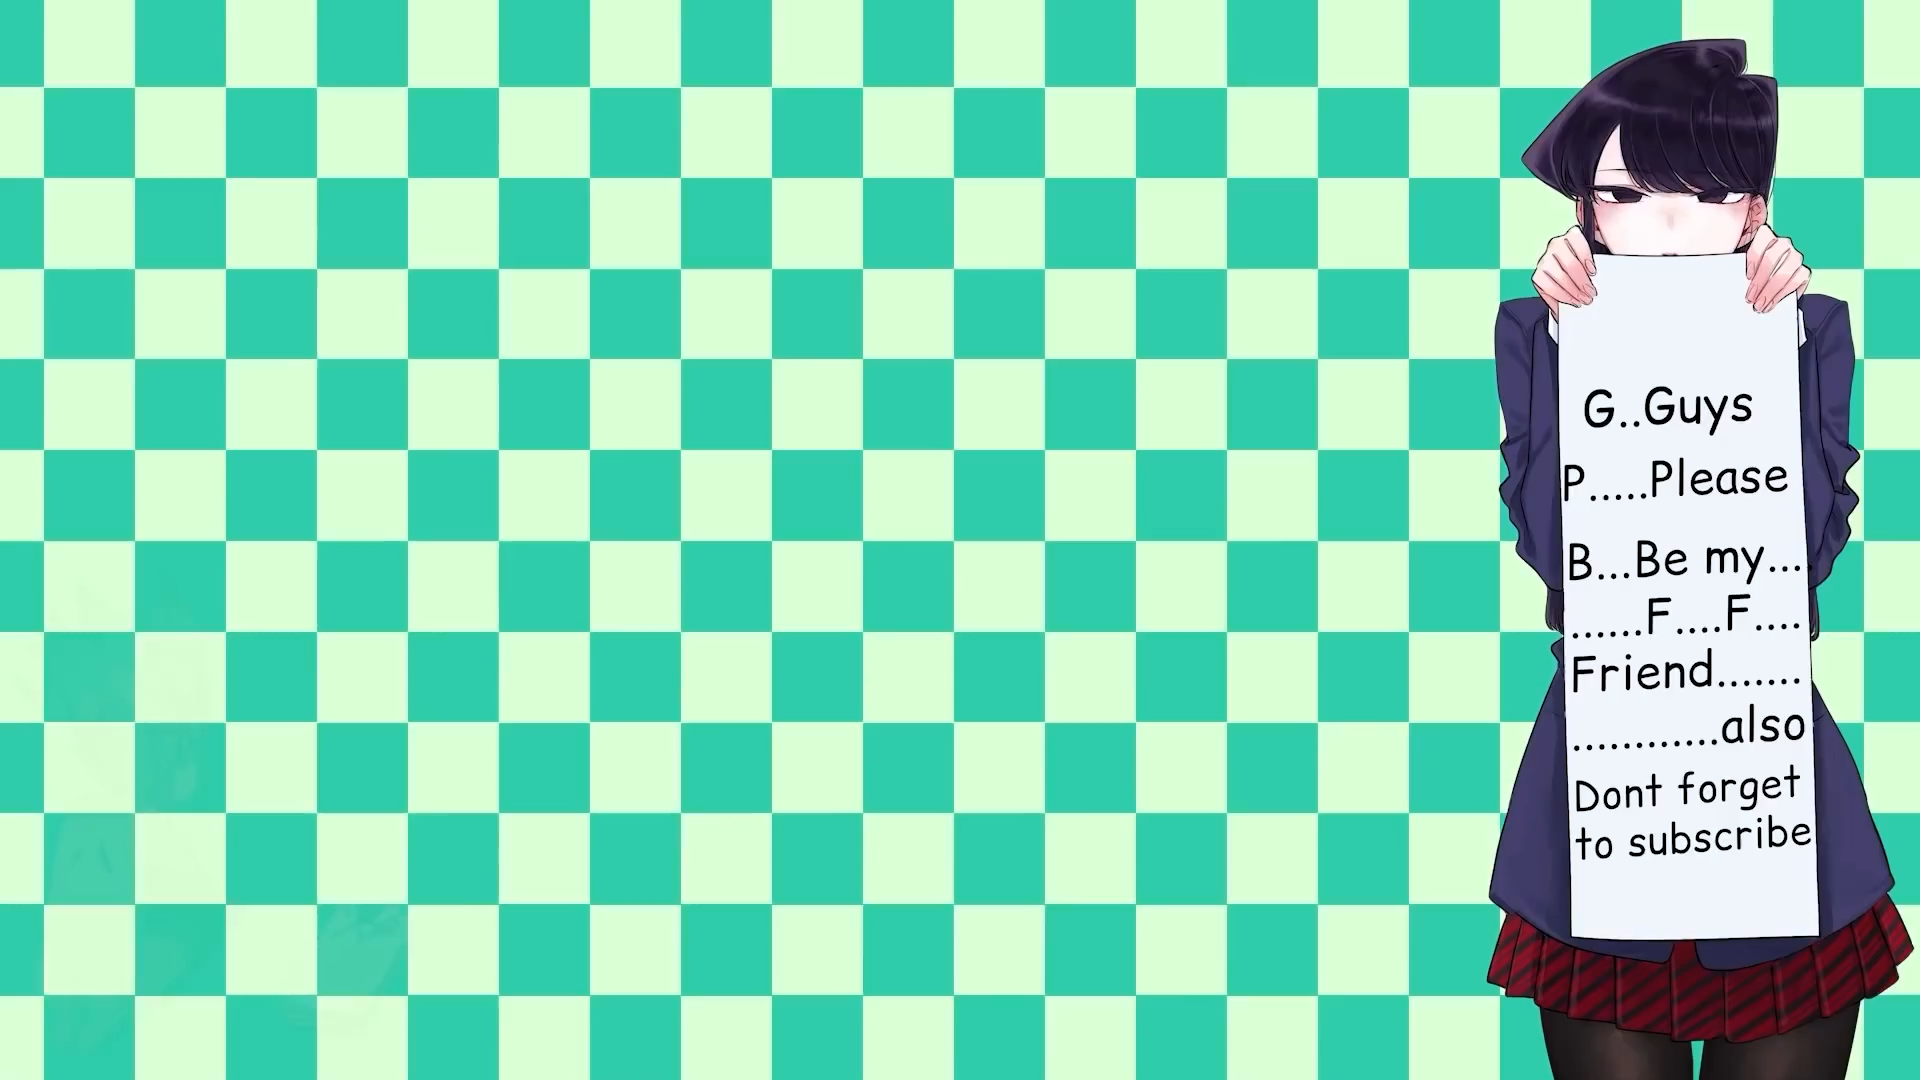 G..Guys
P.....Please
B...Be my....
......F....F....
Friend.......
............also
Dont forget
to subscribe